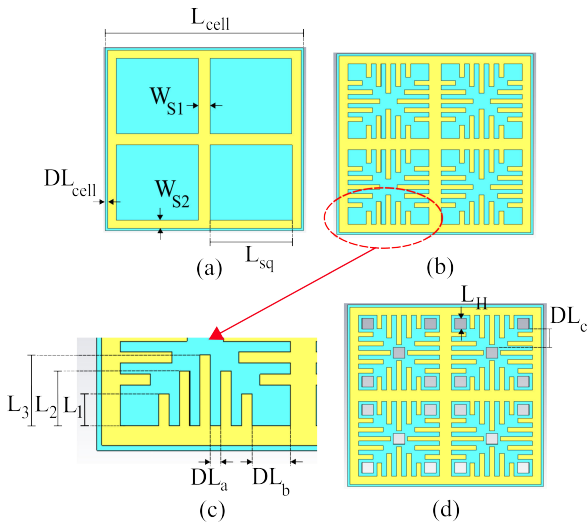 L_cell
W_S1
DL_cell
W_S2
L_sq
(a)
(b)
L_3
L_2
L_1
DL_a
DL_b
(c)
L_H
DL_c
(d)